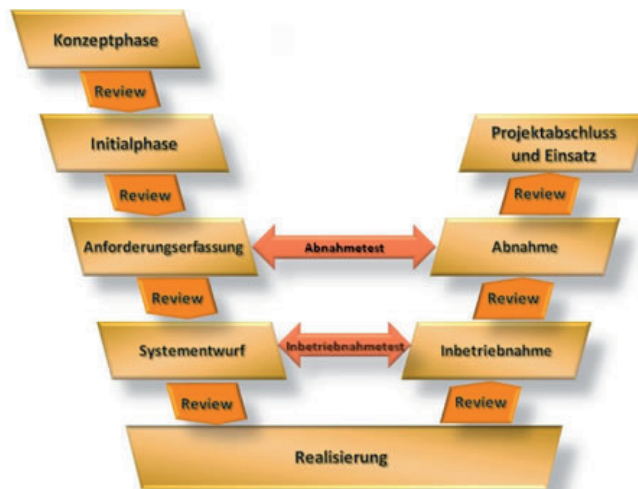 Konzeptphase
Review
Initialphase
Review
Anforderungserfassung
Review
Systementwurf
Review
Realisierung
Review
Inbetriebnahme
Review
Abnahme
Review
Projektabschluss
und Einsatz
Abnahmetest
Inbetriebnahmetest